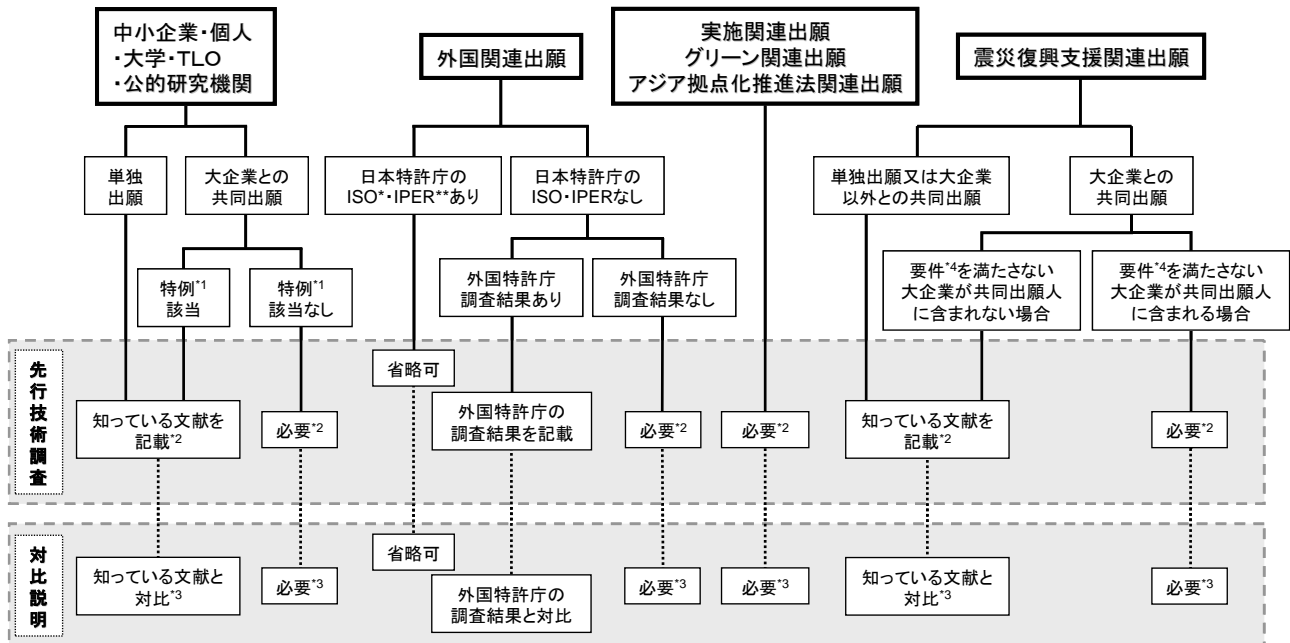 中小企業・個人
・大学・TLO
・公的研究機関
外国関連出願
実施関連出願
グリーン関連出願
アジア拠点化推進法関連出願
震災復興支援関連出願
単独
出願
大企業との
共同出願
日本特許庁の
ISO*・IPER**あり
日本特許庁の
ISO・IPERなし
単独出願又は大企業
以外との共同出願
大企業との
共同出願
特例*1
該当
特例*1
該当なし
外国特許庁
調査結果あり
外国特許庁
調査結果なし
要件*4を満たさない
大企業が共同出願人
に含まれない場合
要件*4を満たさない
大企業が共同出願人
に含まれる場合
先行技術調査
知っている文献を
記載*2
必要*2
省略可
外国特許庁の
調査結果を記載
必要*2
必要*2
知っている文献を
記載*2
必要*2
対比説明
知っている文献と
対比*3
必要*3
省略可
外国特許庁の
調査結果と対比
必要*3
必要*3
知っている文献と
対比*3
必要*3